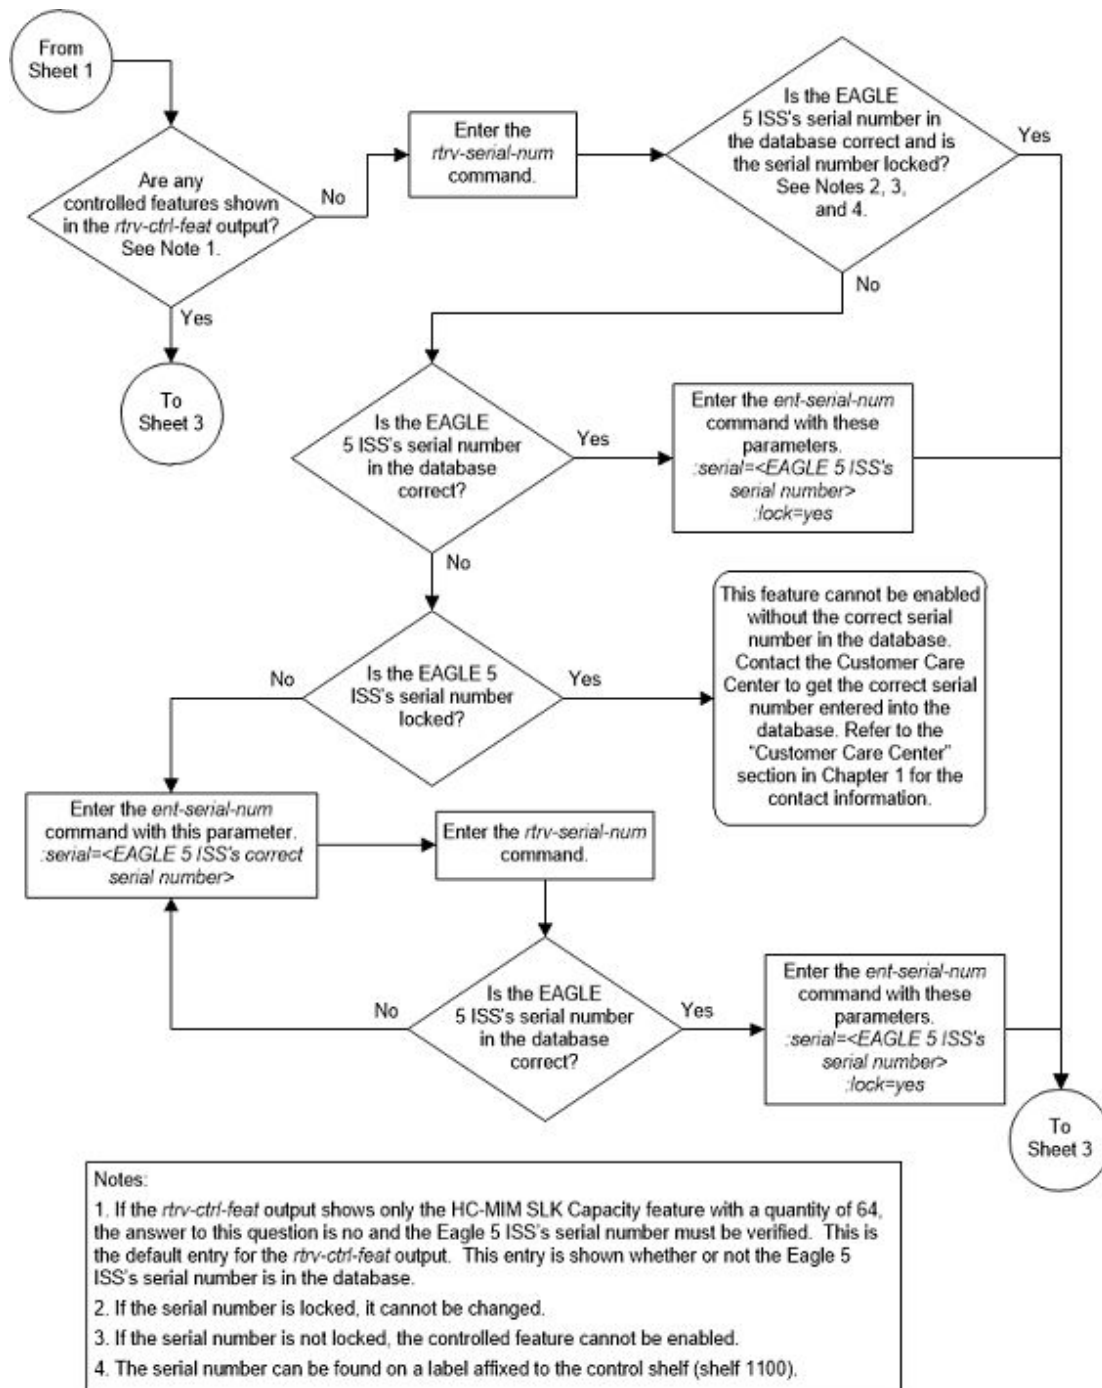 From
Sheet 1
Are any
controlled features shown
in the rtrv-ctrl-feat output?
See Note 1.
No
Yes
To
Sheet 3
Enter the
rtrv-serial-num
command.
Is the EAGLE
5 ISS's serial number in
the database correct and is
the serial number locked?
See Notes 2, 3,
and 4.
Yes
No
Is the EAGLE
5 ISS's serial number
in the database
correct?
Yes
No
Enter the ent-serial-num
command with these
parameters.
:serial=<EAGLE 5 ISS's
serial number>
:lock=yes
Is the EAGLE 5
ISS's serial number
locked?
No
Yes
This feature cannot be enabled
without the correct serial
number in the database.
Contact the Customer Care
Center to get the correct serial
number entered into the
database. Refer to the
"Customer Care Center"
section in Chapter 1 for the
contact information.
Enter the ent-serial-num
command with this parameter.
:serial=<EAGLE 5 ISS's correct
serial number>
Enter the rtrv-serial-num
command.
Is the EAGLE
5 ISS's serial number
in the database
correct?
No
Yes
Enter the ent-serial-num
command with these
parameters.
:serial=<EAGLE 5 ISS's
serial number>
:lock=yes
To
Sheet 3
Notes:
1. If the rtrv-ctrl-feat output shows only the HC-MIM SLK Capacity feature with a quantity of 64,
the answer to this question is no and the Eagle 5 ISS's serial number must be verified. This is
the default entry for the rtrv-ctrl-feat output. This entry is shown whether or not the Eagle 5
ISS's serial number is in the database.
2. If the serial number is locked, it cannot be changed.
3. If the serial number is not locked, the controlled feature cannot be enabled.
4. The serial number can be found on a label affixed to the control shelf (shelf 1100).